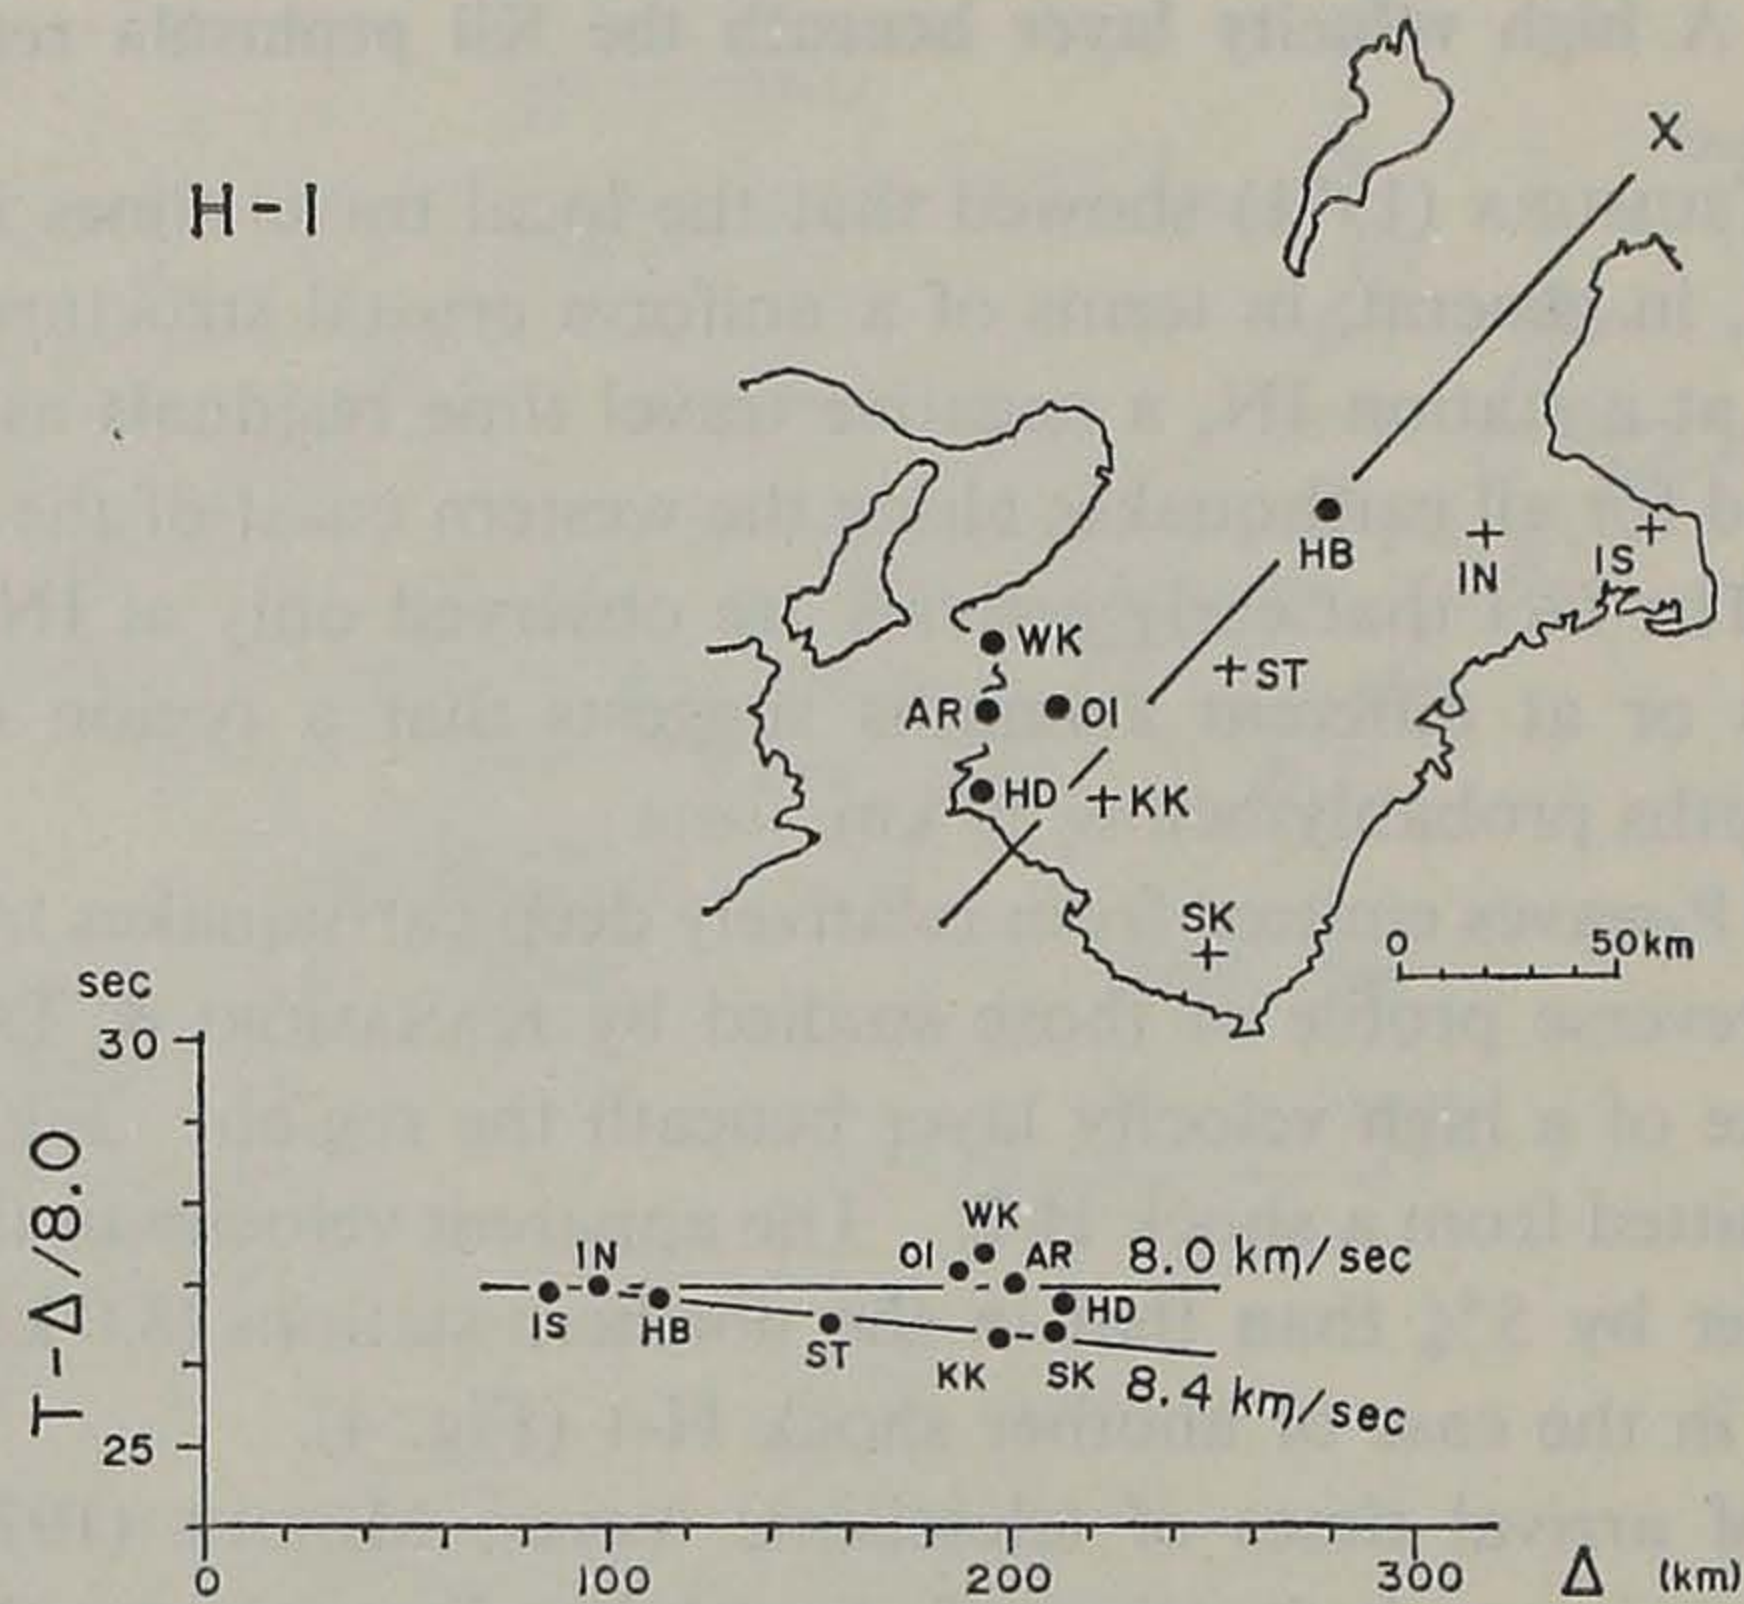 H-I
X
HB
IN
IS
WK
ST
AR
OI
HD
KK
SK
0 50km
sec
30
T-Δ/8.0
WK
OI AR 8.0 km/sec
IN
IS HB HD
ST
KK SK 8.4 km/sec
25
0 100 200 300 Δ (km)